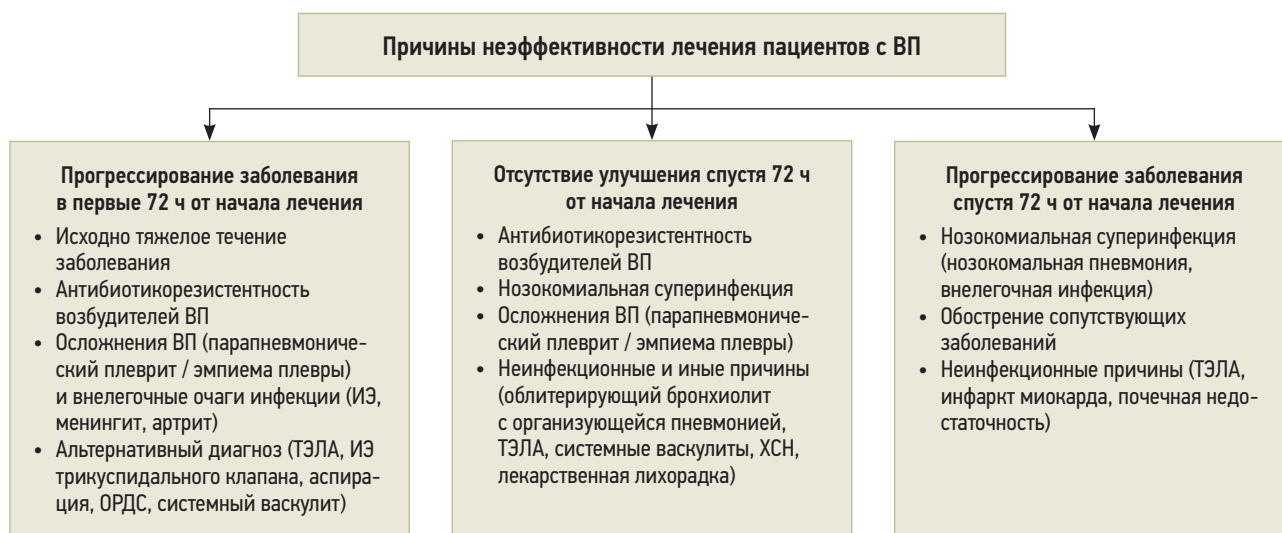 Причины неэффективности лечения пациентов с ВП
Прогрессирование заболевания
в первые 72 ч от начала лечения
• Исходно тяжелое течение
заболевания
• Антибиотикорезистентность
возбудителей ВП
• Осложнения ВП (парапневмониче-
ский плеврит / эмпиема плевры)
и внелегочные очаги инфекции (ИЭ,
менингит, артрит)
• Альтернативный диагноз (ТЭЛА, ИЭ
трикуспидального клапана, аспира-
ция, ОРДС, системный васкулит)
Отсутствие улучшения спустя 72 ч
от начала лечения
• Антибиотикорезистентность
возбудителей ВП
• Нозокомиальная суперинфекция
• Осложнения ВП (парапневмониче-
ский плеврит / эмпиема плевры)
• Неинфекционные и иные причины
(облитерирующий бронхиолит
с организующейся пневмонией,
ТЭЛА, системные васкулиты, ХСН,
лекарственная лихорадка)
Прогрессирование заболевания
спустя 72 ч от начала лечения
• Нозокомиальная суперинфекция
(нозокомальная пневмония,
внелегочная инфекция)
• Обострение сопутствующих
заболеваний
• Неинфекционные причины (ТЭЛА,
инфаркт миокарда, почечная недо-
статочность)